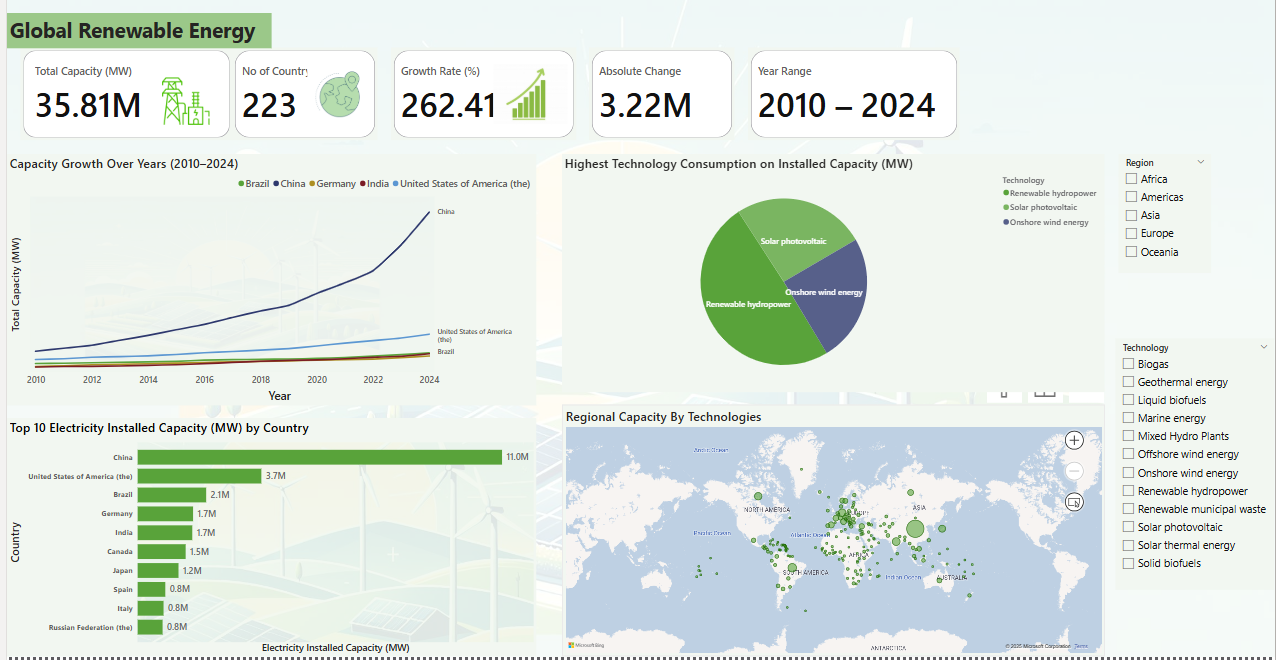 Global Renewable Energy
Total Capacity (MW)
35.81M
No of Country
223
Growth Rate (%)
262.41
Absolute Change
3.22M
Year Range
2010 – 2024
Capacity Growth Over Years (2010–2024)
Brazil China Germany India United States of America (the)
China
United States of America
(the)
Brazil
Total Capacity (MW)
2010 2012 2014 2016 2018 2020 2022 2024
Year
Highest Technology Consumption on Installed Capacity (MW)
Technology
Renewable hydropower
Solar photovoltaic
Onshore wind energy
Solar photovoltaic
Onshore wind energy
Renewable hydropower
Region
Africa
Americas
Asia
Europe
Oceania
Technology
Biogas
Geothermal energy
Liquid biofuels
Marine energy
Mixed Hydro Plants
Offshore wind energy
Onshore wind energy
Renewable hydropower
Renewable municipal waste
Solar photovoltaic
Solar thermal energy
Solid biofuels
Top 10 Electricity Installed Capacity (MW) by Country
Country
China 11.0M
United States of America (the) 3.7M
Brazil 2.1M
Germany 1.7M
India 1.7M
Canada 1.5M
Japan 1.2M
Spain 0.8M
Italy 0.8M
Russian Federation (the) 0.8M
Electricity Installed Capacity (MW)
Regional Capacity By Technologies
Arctic Ocean
NORTH AMERICA
ASIA
Pacific Ocean
Atlantic Ocean
SOUTH AMERICA
Indian Ocean
AUSTRALIA
ANTARCTICA
Microsoft Bing
© 2025 Microsoft Corporation Terms